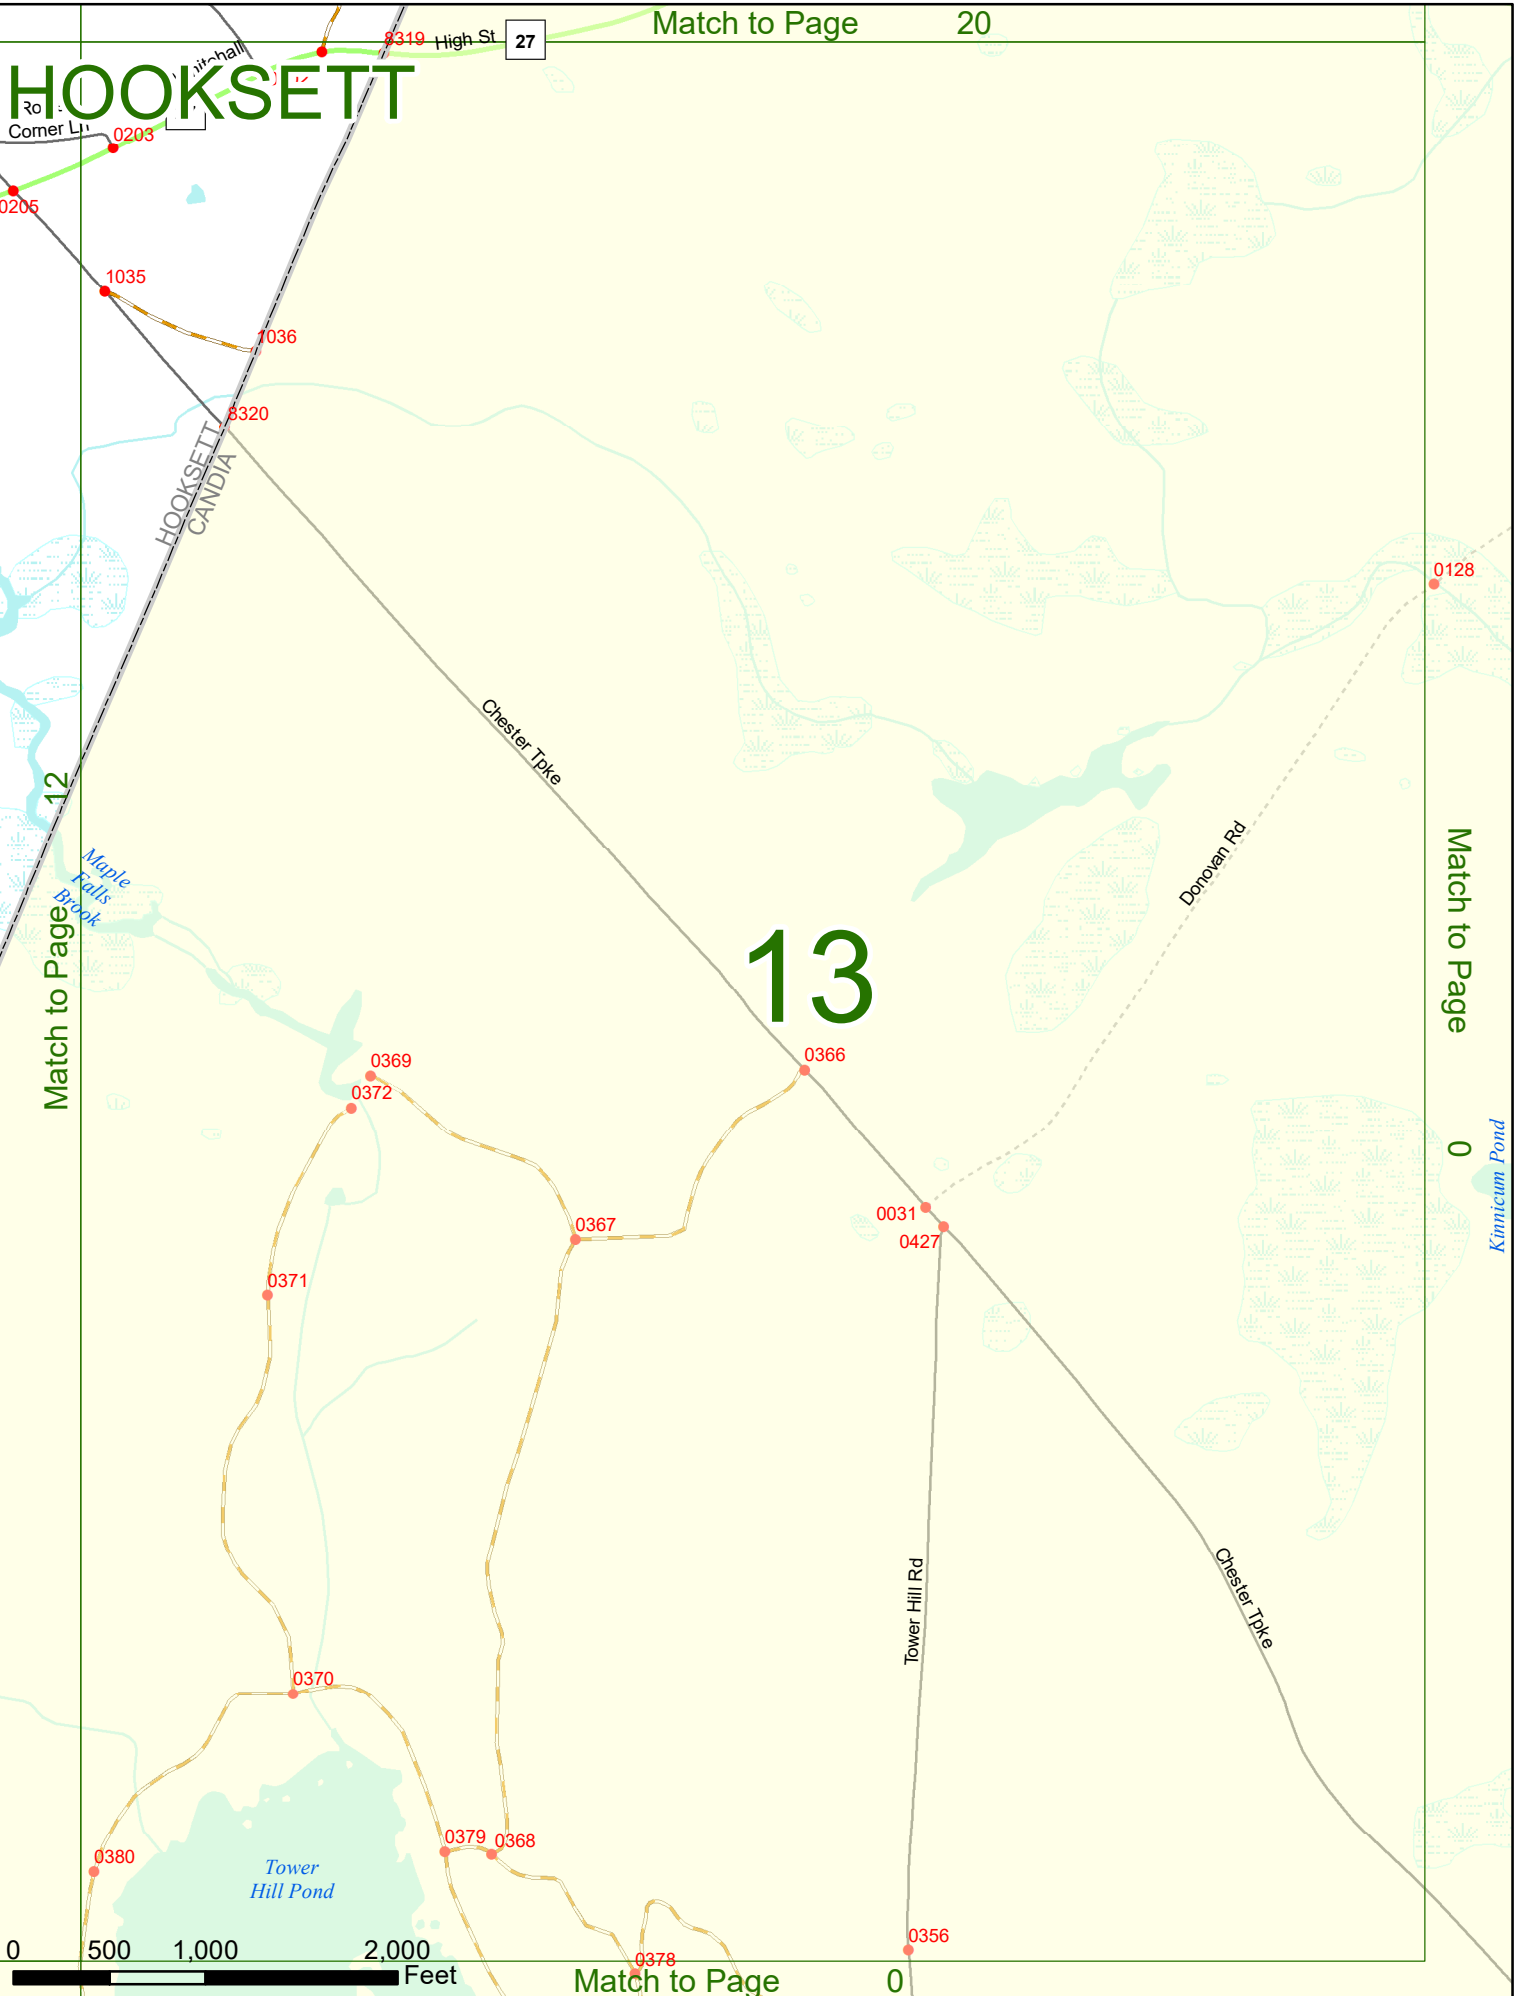 Match to Page 20
8319
High St
27
HOOKSETT
Corner Ln
0203
0205
1035
1036
8320
HOOKSETT
CANDIA
0128
Chester Tpke
Match to Page 12
Donovan Rd
Maple
Falls
Brook
13
Match to Page 0
0369
0366
0372
Kinnicum Pond
0031
0367
0427
0371
Tower Hill Rd
Chester Tpke
0370
0379
0368
0380
Tower
Hill Pond
0356
0378
0 500 1,000 2,000
Feet
Match to Page 0